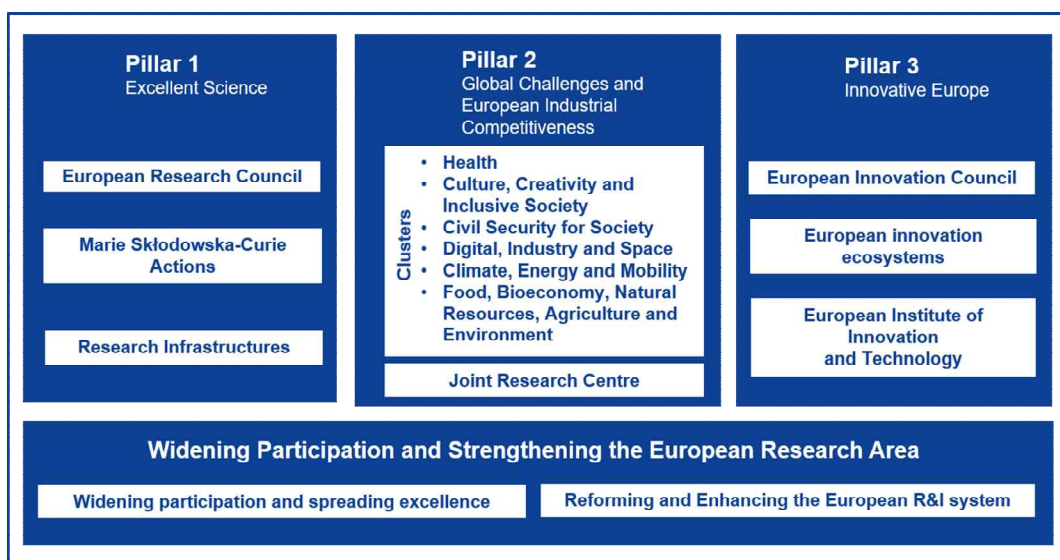 Pillar 1
Excellent Science
European Research Council
Marie Skłodowska-Curie
Actions
Research Infrastructures
Pillar 2
Global Challenges and
European Industrial
Competitiveness
Clusters
• Health
• Culture, Creativity and
Inclusive Society
• Civil Security for Society
• Digital, Industry and Space
• Climate, Energy and Mobility
• Food, Bioeconomy, Natural
Resources, Agriculture and
Environment
Joint Research Centre
Pillar 3
Innovative Europe
European Innovation Council
European innovation
ecosystems
European Institute of
Innovation
and Technology
Widening Participation and Strengthening the European Research Area
Widening participation and spreading excellence
Reforming and Enhancing the European R&I system